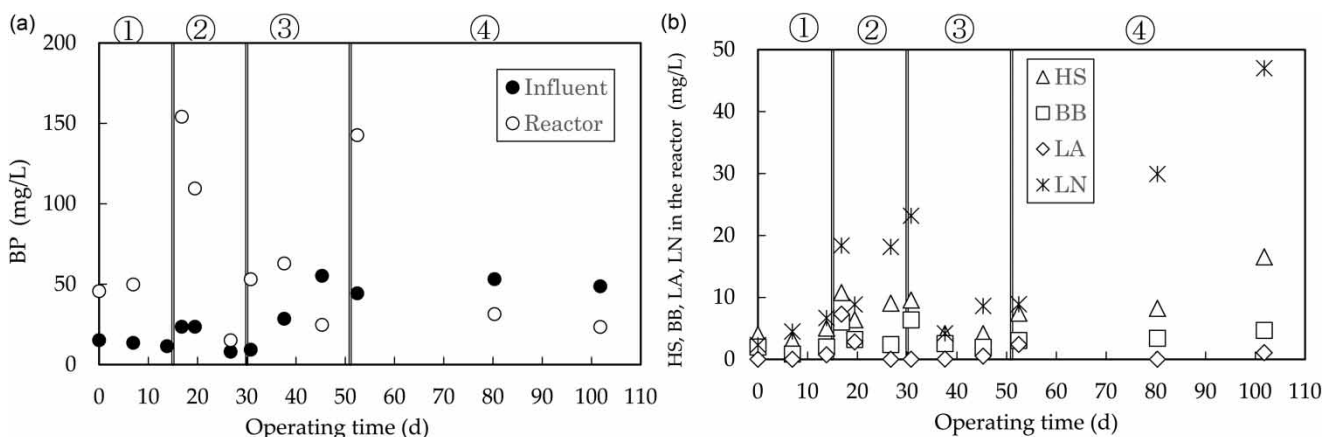 (a)
① ② ③ ④
200
150
100
50
0
BP (mg/L)
Influent
Reactor
0 10 20 30 40 50 60 70 80 90 100 110
Operating time (d)
(b)
① ② ③ ④
50
40
30
20
10
0
HS, BB, LA, LN in the reactor (mg/L)
HS
BB
LA
LN
0 10 20 30 40 50 60 70 80 90 100 110
Operating time (d)